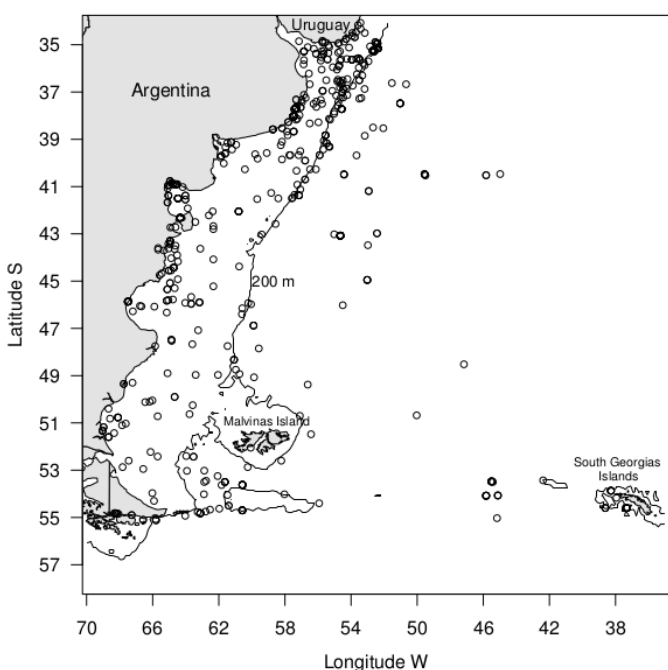 Uruguay
Argentina
200 m
Malvinas Island
South Georgias
Islands
Latitude S
35
37
39
41
43
45
47
49
51
53
55
57
70 66 62 58 54 50 46 42 38
Longitude W